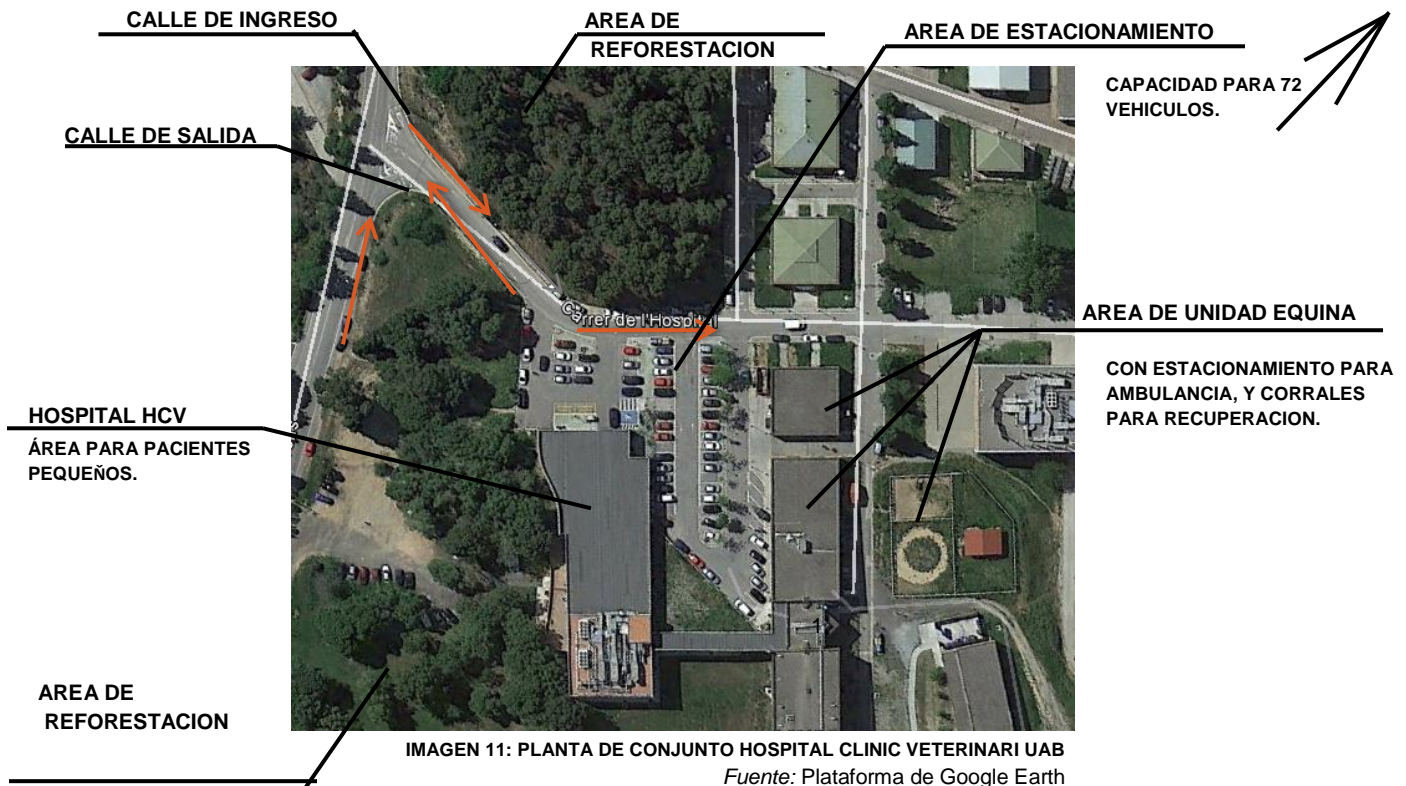 CALLE DE INGRESO
AREA DE
REFORESTACION
AREA DE ESTACIONAMIENTO
CAPACIDAD PARA 72
VEHICULOS.
CALLE DE SALIDA
Carrer de l'Hospital
AREA DE UNIDAD EQUINA
CON ESTACIONAMIENTO PARA
AMBULANCIA, Y CORRALES
PARA RECUPERACION.
HOSPITAL HCV
ÁREA PARA PACIENTES
PEQUEÑOS.
AREA DE
REFORESTACION
IMAGEN 11: PLANTA DE CONJUNTO HOSPITAL CLINIC VETERINARI UAB
Fuente: Plataforma de Google Earth